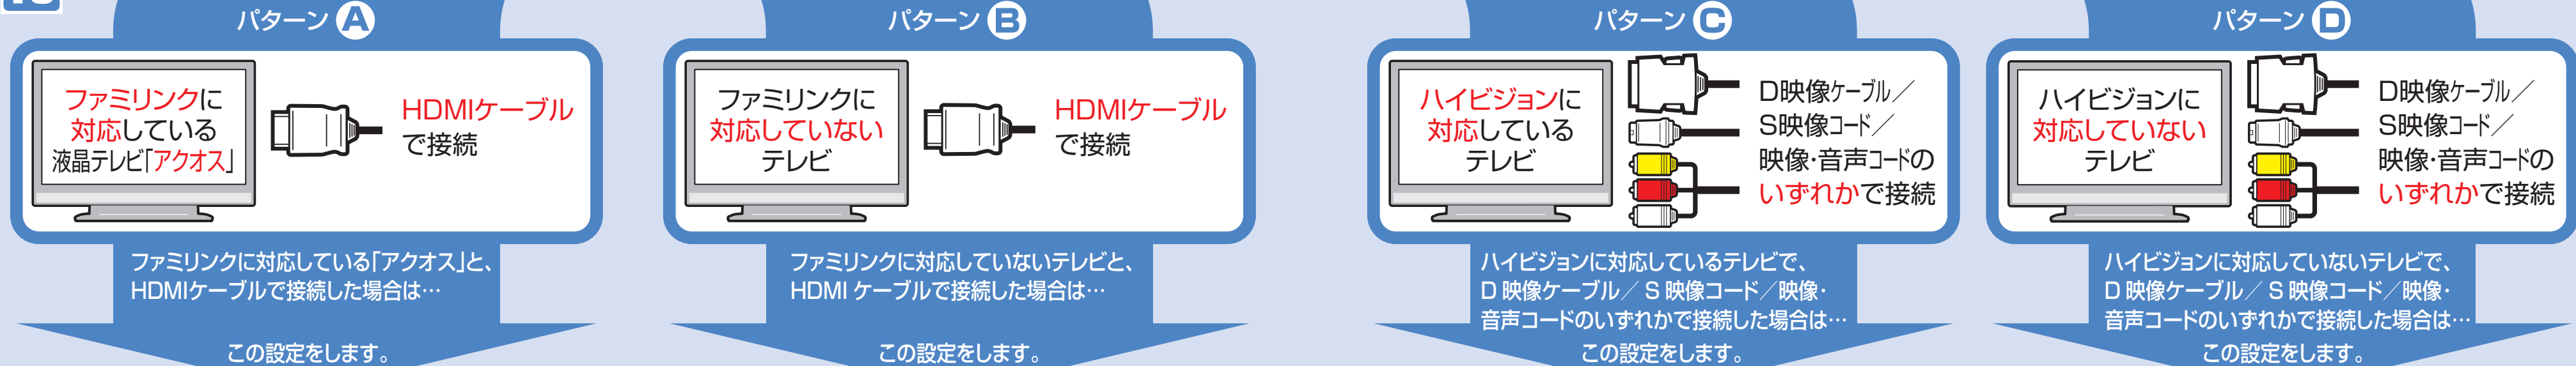 パターン A
ファミリンクに
対応している
液晶テレビ「アクオス」
HDMIケーブル
で接続
ファミリンクに対応している「アクオス」と、
HDMIケーブルで接続した場合は…
この設定をします。
パターン B
ファミリンクに
対応していない
テレビ
HDMIケーブル
で接続
ファミリンクに対応していないテレビと、
HDMI ケーブルで接続した場合は…
この設定をします。
パターン C
ハイビジョンに
対応している
テレビ
D映像ケーブル／
S映像コード／
映像・音声コードの
いずれかで接続
ハイビジョンに対応しているテレビで、
D 映像ケーブル／ S 映像コード／映像・
音声コードのいずれかで接続した場合は…
この設定をします。
パターン D
ハイビジョンに
対応していない
テレビ
D映像ケーブル／
S映像コード／
映像・音声コードの
いずれかで接続
ハイビジョンに対応していないテレビで、
D 映像ケーブル／ S 映像コード／映像・
音声コードのいずれかで接続した場合は…
この設定をします。